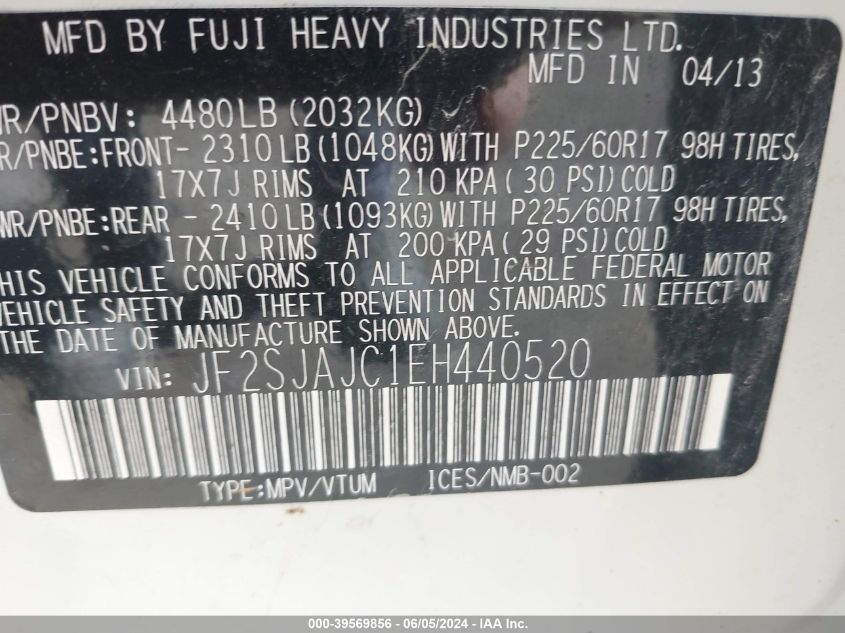 MFD BY FUJI HEAVY INDUSTRIES LTD.
MFD IN 04/13
WR/PNBV: 4480LB (2032KG)
R/PNBE:FRONT- 2310 LB (1048KG) WITH P225/60R17 98H TIRES,
17X7J RIMS AT 210 KPA ( 30 PSI) COLD
WR/PNBE:REAR - 2410 LB (1093KG) WITH P225/60R17 98H TIRES,
17X7J RIMS AT 200 KPA ( 29 PSI) COLD
HIS VEHICLE CONFORMS TO ALL APPLICABLE FEDERAL MOTOR
VEHICLE SAFETY AND THEFT PREVENTION STANDARDS IN EFFECT ON
THE DATE OF MANUFACTURE SHOWN ABOVE.
VIN: JF2SJAJC1EH440520
TYPE:MPV/VTUM ICES/NMB-002
000-39569856 - 06/05/2024 - IAA Inc.